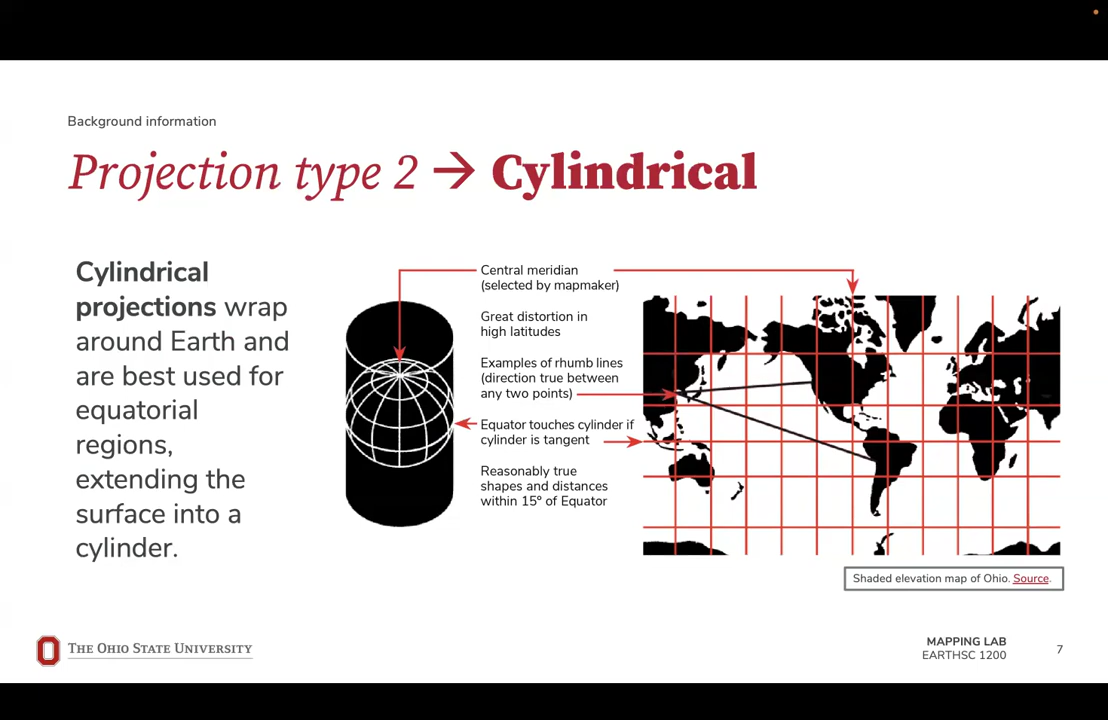 Background information
Projection type 2 → Cylindrical
Cylindrical
projections wrap
around Earth and
are best used for
equatorial
regions,
extending the
surface into a
cylinder.
Central meridian
(selected by mapmaker)
Great distortion in
high latitudes
Examples of rhumb lines
(direction true between
any two points)
Equator touches cylinder if
cylinder is tangent
Reasonably true
shapes and distances
within 15º of Equator
Shaded elevation map of Ohio. Source.
THE OHIO STATE UNIVERSITY
MAPPING LAB
EARTHSC 1200
7